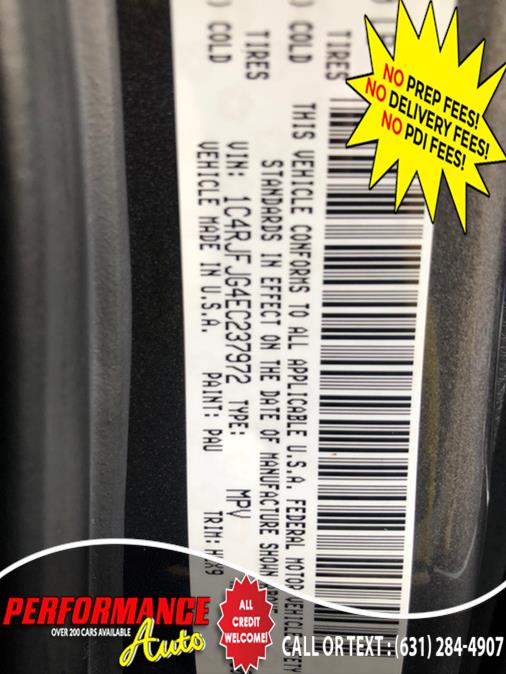 ) COLD TIRES
) COLD TIRES
THIS VEHICLE CONFORMS TO ALL APPLICABLE U.S.A. FEDERAL MOTOR VEHICLE
STANDARDS IN EFFECT ON THE DATE OF MANUFACTURE SHOWN
VIN: 1C4RJFJG4EC237972 TYPE: MPV
VEHICLE MADE IN U.S.A. PAINT: PAU TRIM:
NO PREP FEES!
NO DELIVERY FEES!
NO PDI FEES!
PERFORMANCE
OVER 200 CARS AVAILABLE
Auto
ALL
CREDIT
WELCOME!
CALL OR TEXT : (631) 284-4907